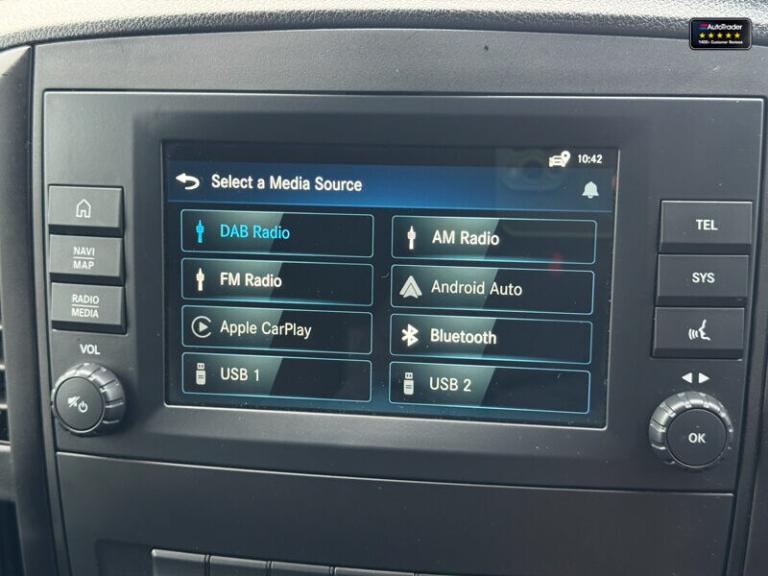 AutoTrader
10:42
Select a Media Source
DAB Radio
AM Radio
FM Radio
Android Auto
Apple CarPlay
Bluetooth
USB 1
USB 2
NAVI
MAP
RADIO
MEDIA
VOL
TEL
SYS
OK